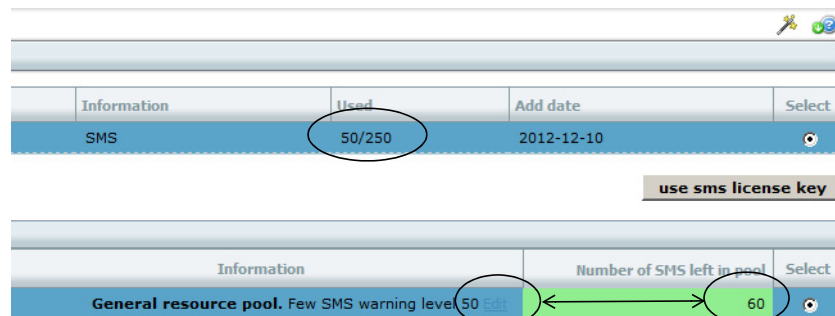 Information Used Add date Select
SMS 50/250 2012-12-10
use sms license key
Information Number of SMS left in pool Select
General resource pool. Few SMS warning level 50 Edit 60